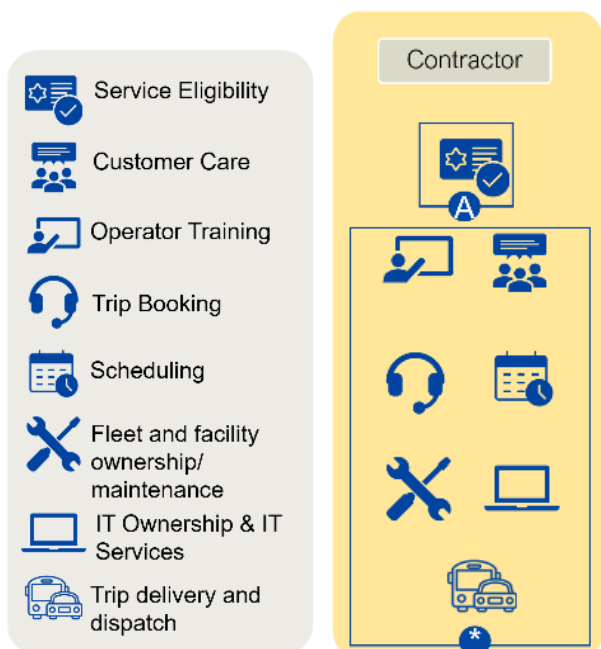 Service Eligibility
Customer Care
Operator Training
Trip Booking
Scheduling
Fleet and facility
ownership/
maintenance
IT Ownership & IT
Services
Trip delivery and
dispatch
Contractor
A
*